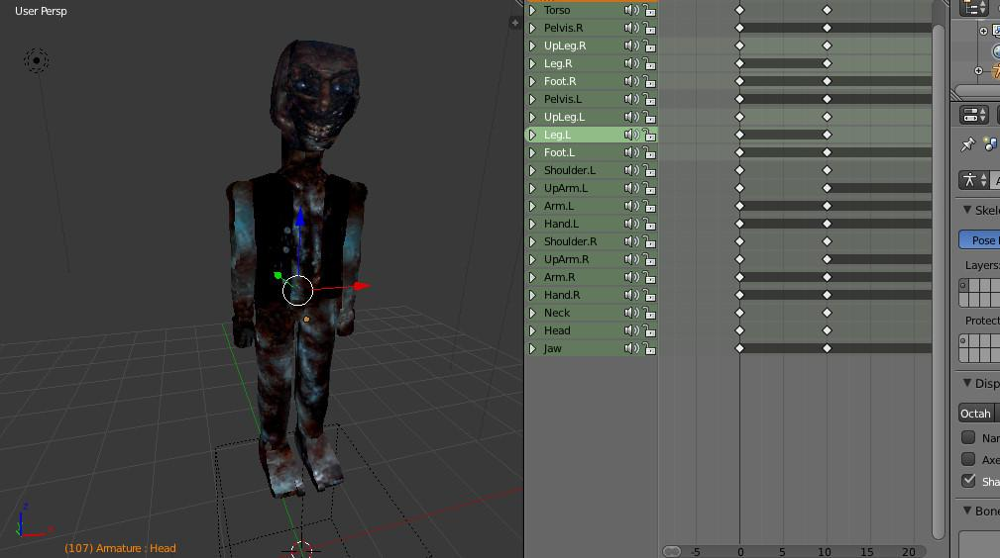 User Persp
Torso
Pelvis.R
UpLeg.R
Leg.R
Foot.R
Pelvis.L
UpLeg.L
Leg.L
Foot.L
Shoulder.L
UpArm.L
Arm.L
Hand.L
Shoulder.R
UpArm.R
Arm.R
Hand.R
Neck
Head
Jaw
-5 0 5 10 15 20
z
x
(107) Armature : Head
A
Skele
Pose
Layers:
Protec
Disp
Octah
Nar
Axe
Sha
Bone